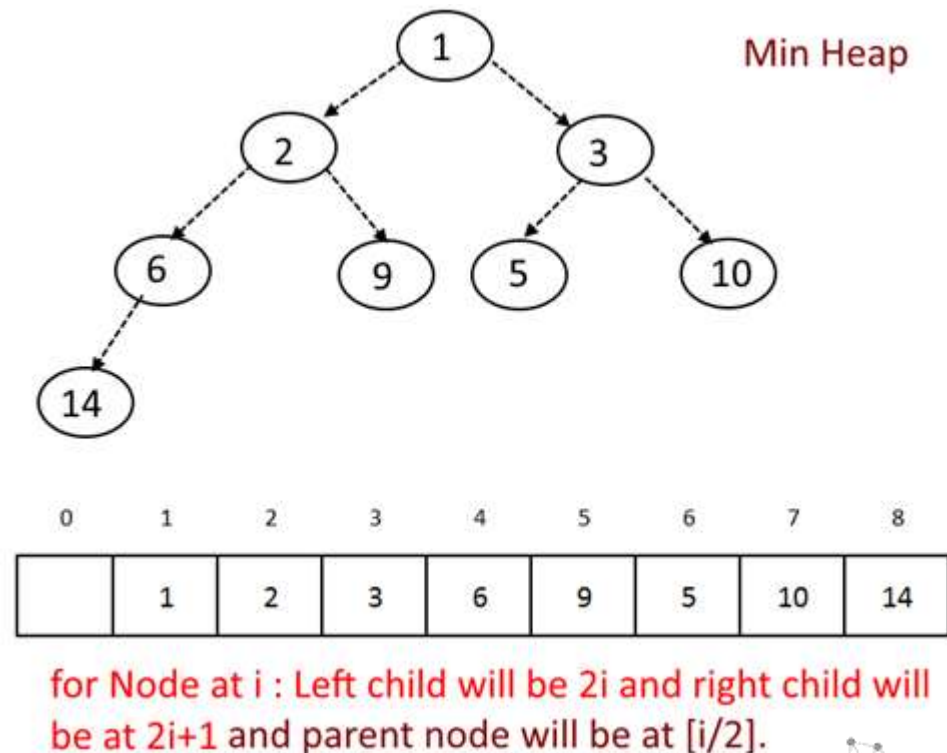 1
Min Heap
2
3
6
9
5
10
14
0 1 2 3 4 5 6 7 8
1 2 3 6 9 5 10 14
for Node at i : Left child will be 2i and right child will
be at 2i+1 and parent node will be at [i/2].